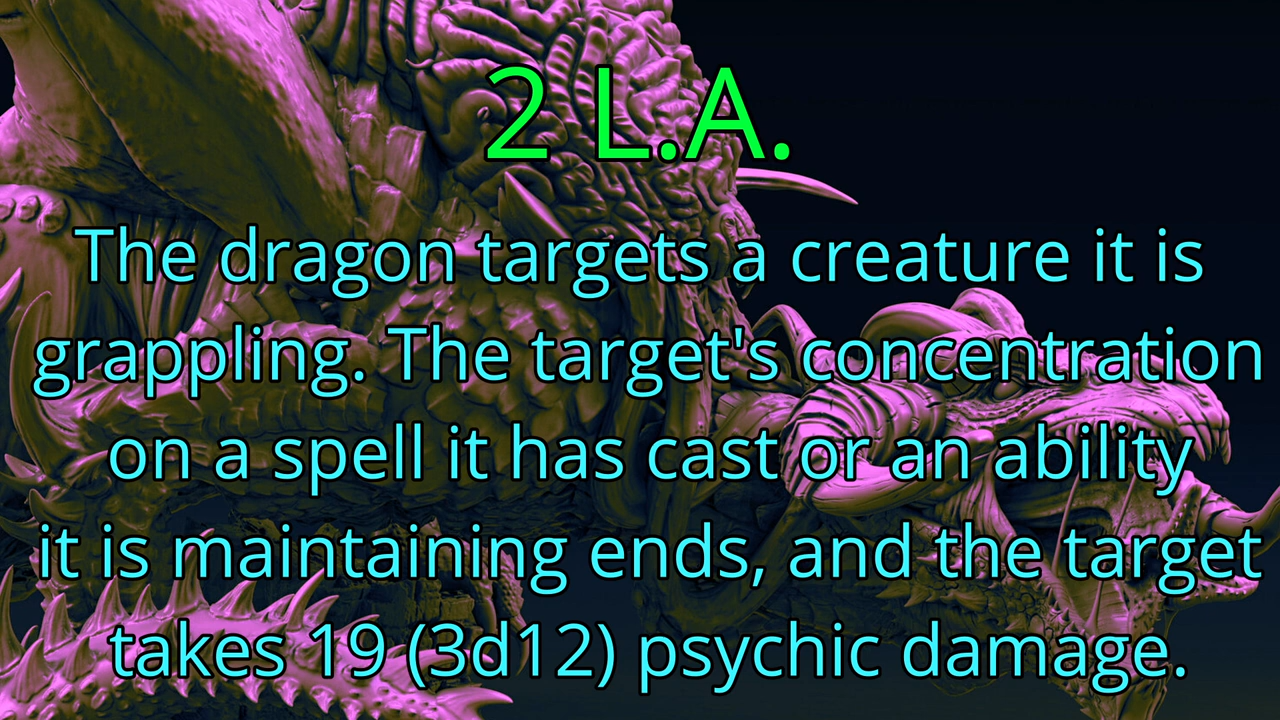 2 L.A.
The dragon targets a creature it is
grappling. The target's concentration
on a spell it has cast or an ability
it is maintaining ends, and the target
takes 19 (3d12) psychic damage.